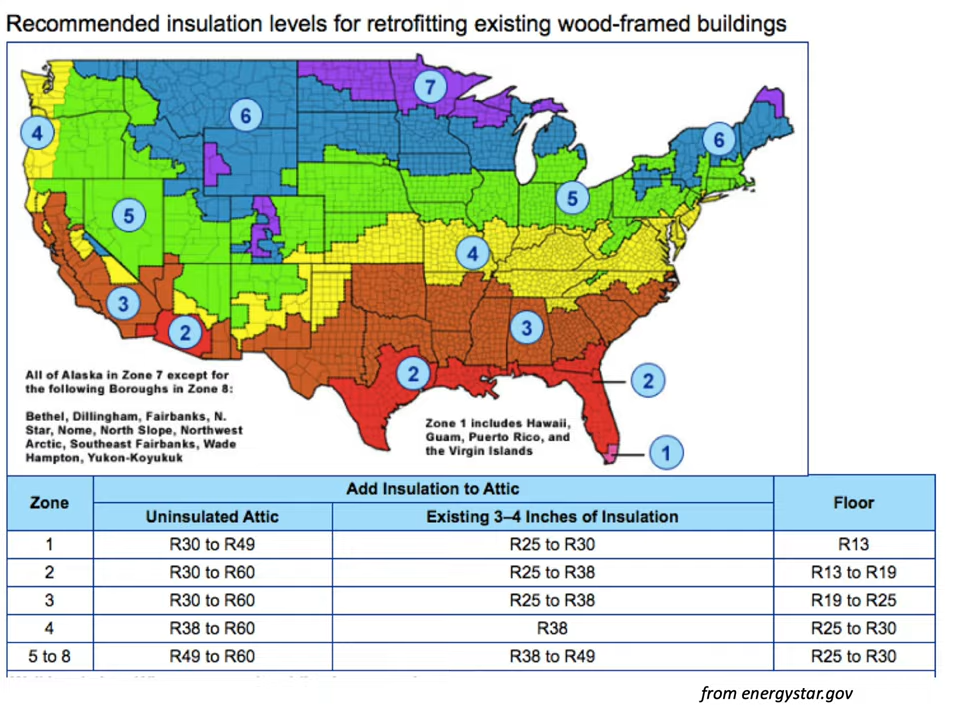 Recommended insulation levels for retrofitting existing wood-framed buildings
7
6
4
6
5
5
4
3
3
2
2
2
1
All of Alaska in Zone 7 except for
the following Boroughs in Zone 8:
Bethel, Dillingham, Fairbanks, N.
Star, Nome, North Slope, Northwest
Arctic, Southeast Fairbanks, Wade
Hampton, Yukon-Koyukuk
Zone 1 includes Hawaii,
Guam, Puerto Rico, and
the Virgin Islands
Zone Add Insulation to Attic Floor
Uninsulated Attic Existing 3–4 Inches of Insulation
1 R30 to R49 R25 to R30 R13
2 R30 to R60 R25 to R38 R13 to R19
3 R30 to R60 R25 to R38 R19 to R25
4 R38 to R60 R38 R25 to R30
5 to 8 R49 to R60 R38 to R49 R25 to R30
from energystar.gov